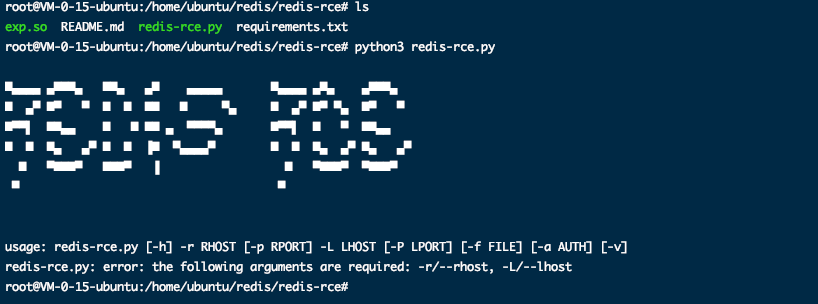 root@VM-0-15-ubuntu:/home/ubuntu/redis/redis-rce# ls
exp.so README.md redis-rce.py requirements.txt
root@VM-0-15-ubuntu:/home/ubuntu/redis/redis-rce# python3 redis-rce.py
REDIS RCE
usage: redis-rce.py [-h] -r RHOST [-p RPORT] -L LHOST [-P LPORT] [-f FILE] [-a AUTH] [-v]
redis-rce.py: error: the following arguments are required: -r/--rhost, -L/--lhost
root@VM-0-15-ubuntu:/home/ubuntu/redis/redis-rce#